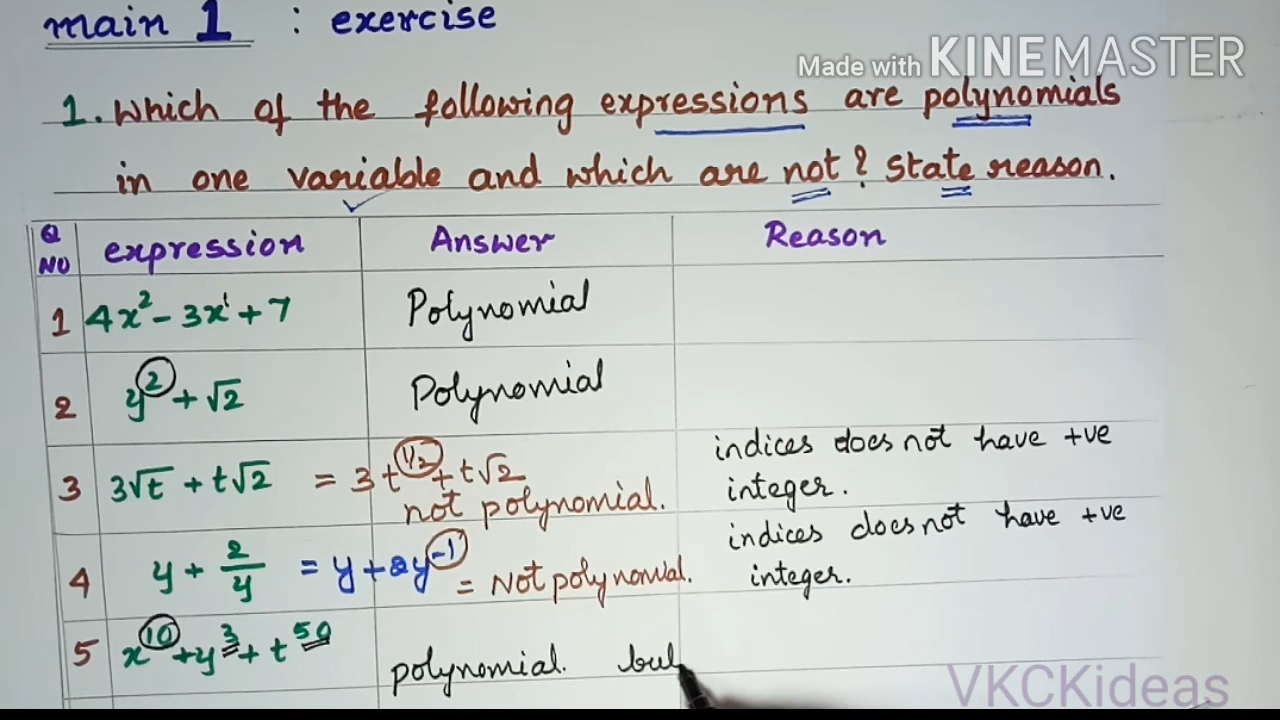 main 1 : exercise
Made with KINEMASTER
1. Which of the following expressions are polynomials
in one variable and which are not? State reason.
Q NO expression Answer Reason
1 4x² - 3x¹ + 7 Polynomial
2 y² + √2 Polynomial
3 3√t + t√2 = 3t^1/2 + t√2 not polynomial. indices does not have +ve integer.
4 y + 2/y = y + 2y^-1 = Not polynomial. indices does not have +ve integer.
5 x^10 + y^3 + t^50 polynomial. but
VKCKideas